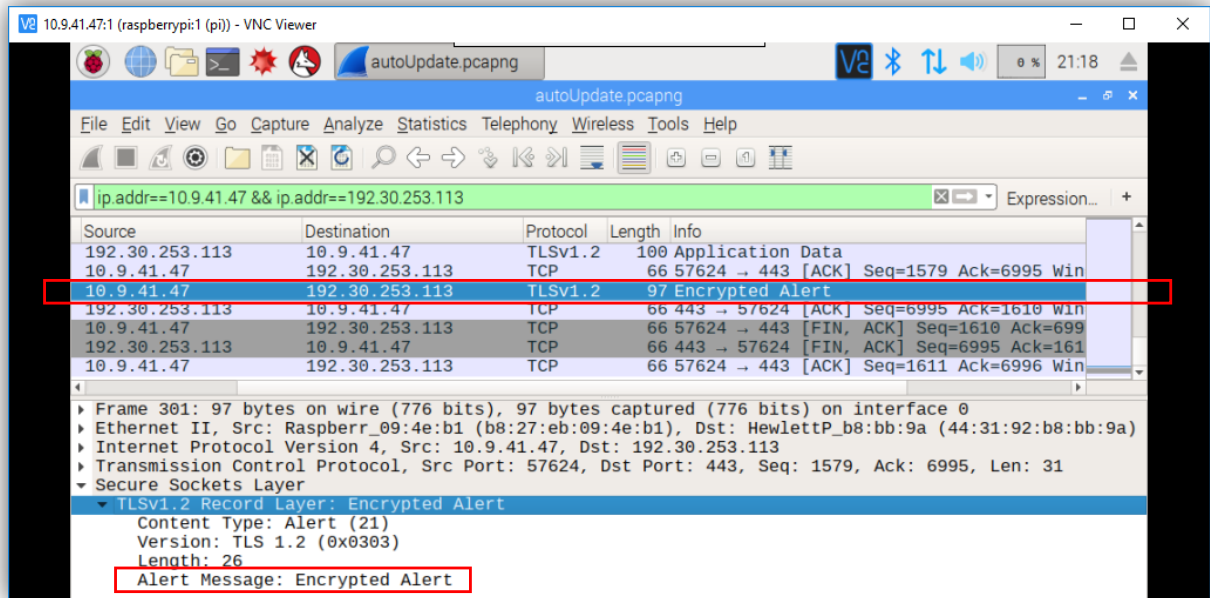 10.9.41.47:1 (raspberrypi:1 (pi)) - VNC Viewer
autoUpdate.pcapng 0 % 21:18
autoUpdate.pcapng
File Edit View Go Capture Analyze Statistics Telephony Wireless Tools Help
ip.addr==10.9.41.47 && ip.addr==192.30.253.113 Expression... +
Source Destination Protocol Length Info
192.30.253.113 10.9.41.47 TLSv1.2 100 Application Data
10.9.41.47 192.30.253.113 TCP 66 57624 → 443 [ACK] Seq=1579 Ack=6995 Win
10.9.41.47 192.30.253.113 TLSv1.2 97 Encrypted Alert
192.30.253.113 10.9.41.47 TCP 66 443 → 57624 [ACK] Seq=6995 Ack=1610 Win
10.9.41.47 192.30.253.113 TCP 66 57624 → 443 [FIN, ACK] Seq=1610 Ack=699
192.30.253.113 10.9.41.47 TCP 66 443 → 57624 [FIN, ACK] Seq=6995 Ack=161
10.9.41.47 192.30.253.113 TCP 66 57624 → 443 [ACK] Seq=1611 Ack=6996 Win
Frame 301: 97 bytes on wire (776 bits), 97 bytes captured (776 bits) on interface 0
Ethernet II, Src: Raspberr_09:4e:b1 (b8:27:eb:09:4e:b1), Dst: HewlettP_b8:bb:9a (44:31:92:b8:bb:9a)
Internet Protocol Version 4, Src: 10.9.41.47, Dst: 192.30.253.113
Transmission Control Protocol, Src Port: 57624, Dst Port: 443, Seq: 1579, Ack: 6995, Len: 31
Secure Sockets Layer
TLSv1.2 Record Layer: Encrypted Alert
Content Type: Alert (21)
Version: TLS 1.2 (0x0303)
Length: 26
Alert Message: Encrypted Alert